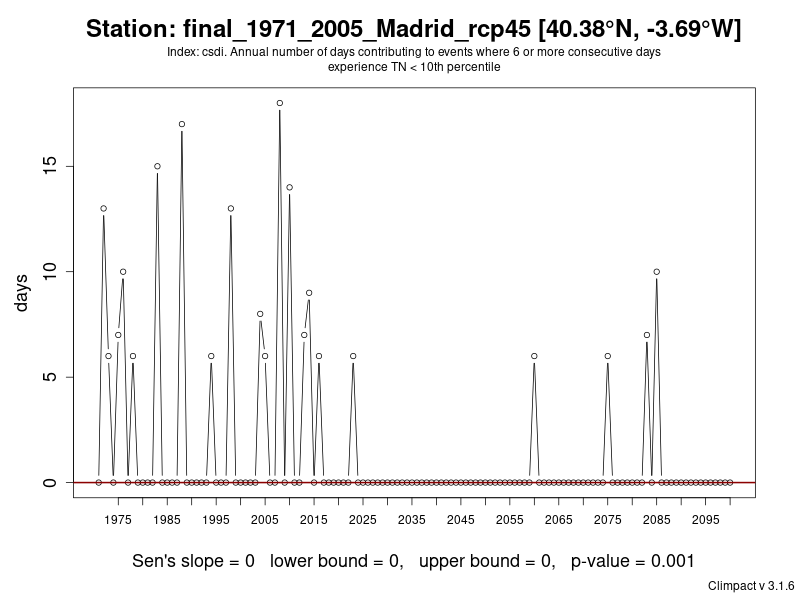 Station: final_1971_2005_Madrid_rcp45 [40.38°N, -3.69°W]
Index: csdi. Annual number of days contributing to events where 6 or more consecutive days
experience TN < 10th percentile
days
15
10
5
0
1975 1985 1995 2005 2015 2025 2035 2045 2055 2065 2075 2085 2095
Sen's slope = 0 lower bound = 0, upper bound = 0, p-value = 0.001
Climpact v 3.1.6